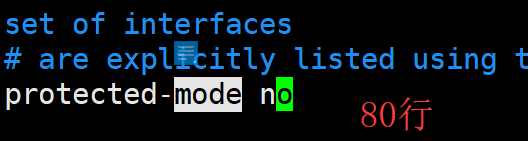 set of interfaces
# are explicitly listed using t
protected-mode no
80行